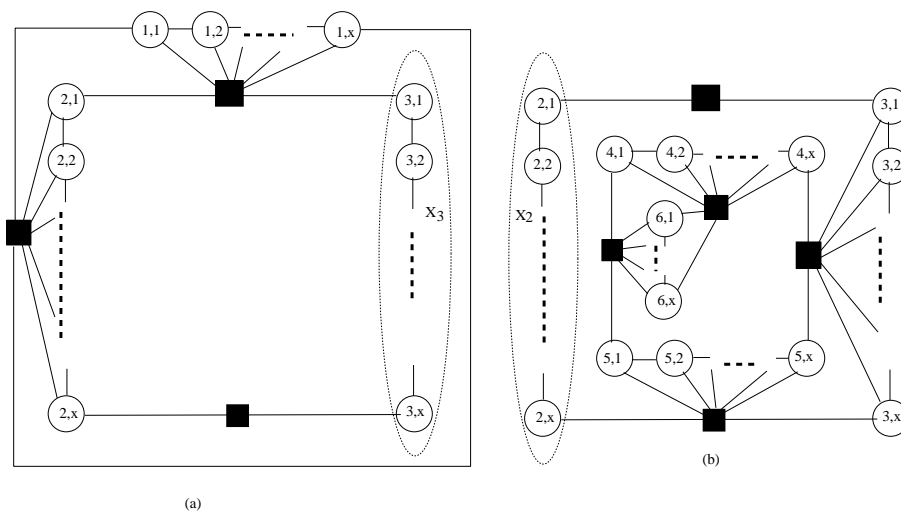 1,1 1,2 1,x
2,1 3,1
2,2 3,2
X3
2,x 3,x
(a)
2,1 3,1
4,1 4,2 4,x
2,2 3,2
X2 6,1
6,x
5,1 5,2 5,x
2,x 3,x
(b)